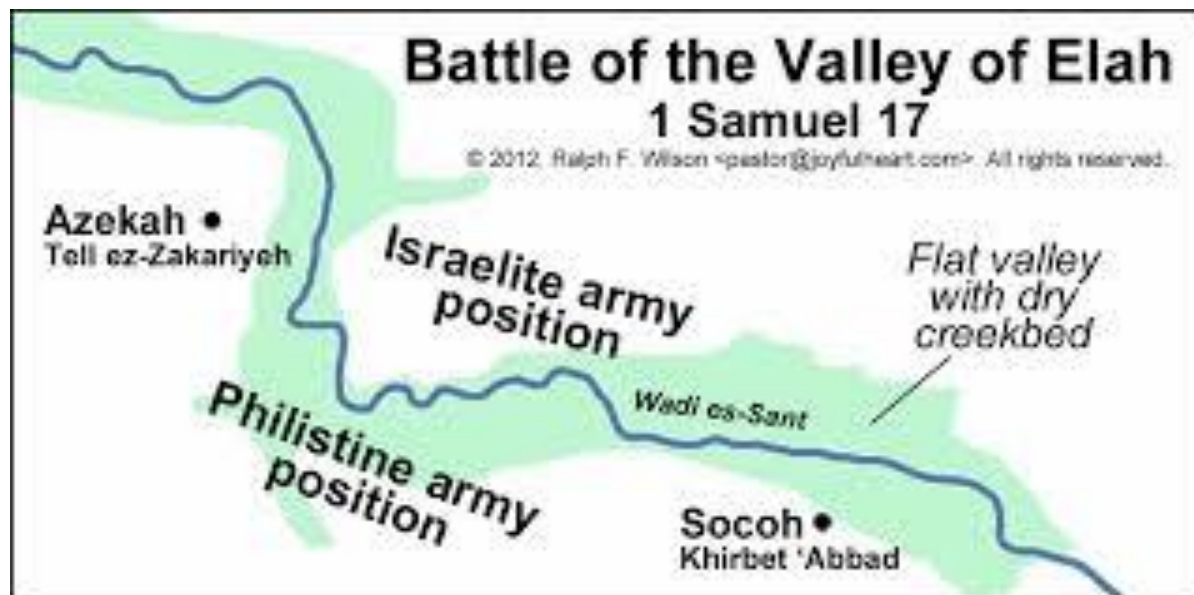 Battle of the Valley of Elah
1 Samuel 17
© 2012, Ralph F. Wilson <pastor@joyfulheart.com>. All rights reserved.
Azekah
Tell ez-Zakariyeh
Israelite army
position
Flat valley
with dry
creekbed
Wadi es-Sant
Philistine army
position
Socoh
Khirbet ‘Abbad